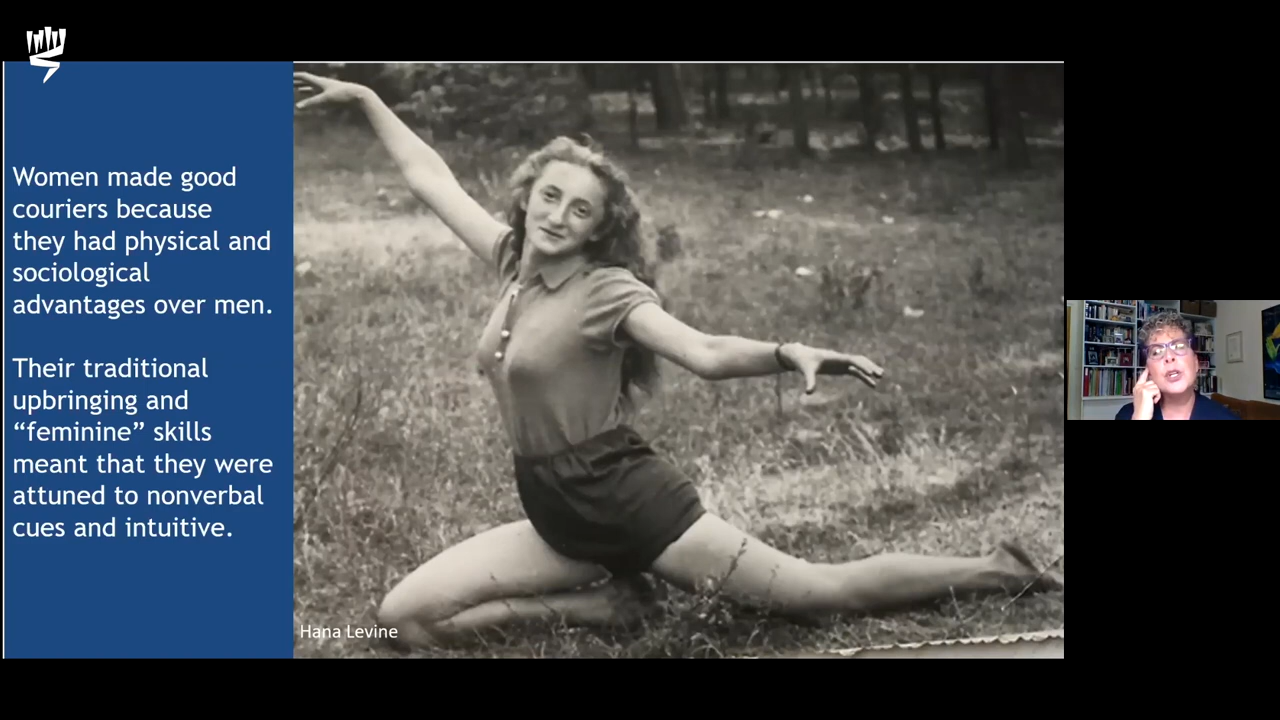 Women made good
couriers because
they had physical and
sociological
advantages over men.
Their traditional
upbringing and
“feminine” skills
meant that they were
attuned to nonverbal
cues and intuitive.
Hana Levine